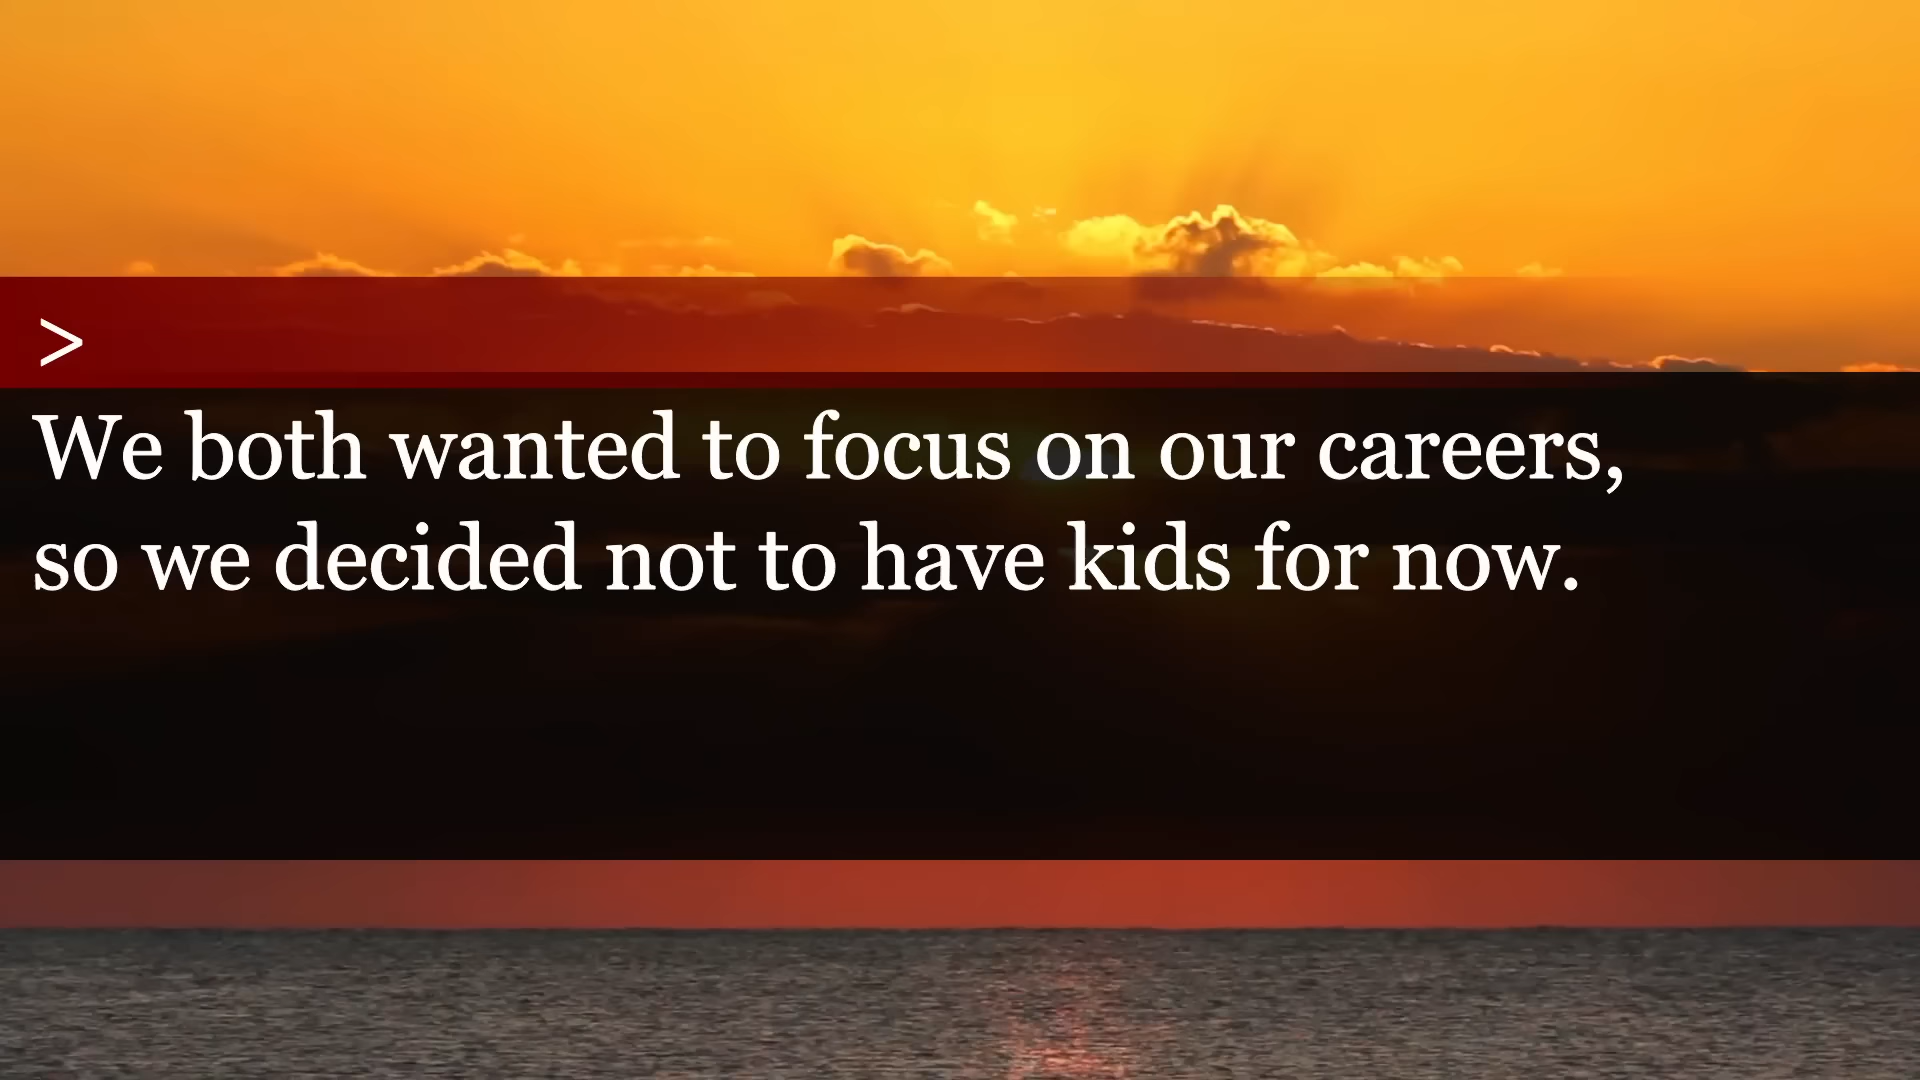 >
We both wanted to focus on our careers,
so we decided not to have kids for now.